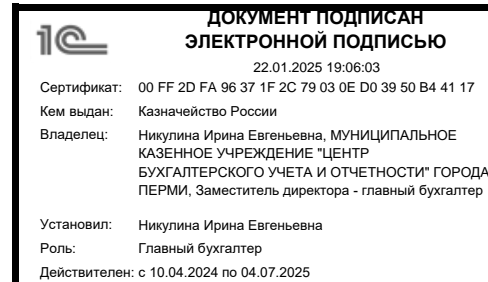 ДОКУМЕНТ ПОДПИСАН
1С
ЭЛЕКТРОННОЙ ПОДПИСЬЮ
22.01.2025 19:06:03
Сертификат: 00 FF 2D FA 96 37 1F 2C 79 03 0E D0 39 50 B4 41 17
Кем выдан: Казначейство России
Владелец: Никулина Ирина Евгеньевна, МУНИЦИПАЛЬНОЕ
КАЗЕННОЕ УЧРЕЖДЕНИЕ "ЦЕНТР
БУХГАЛТЕРСКОГО УЧЕТА И ОТЧЕТНОСТИ" ГОРОДА
ПЕРМИ, Заместитель директора - главный бухгалтер
Установил: Никулина Ирина Евгеньевна
Роль: Главный бухгалтер
Действителен: с 10.04.2024 по 04.07.2025